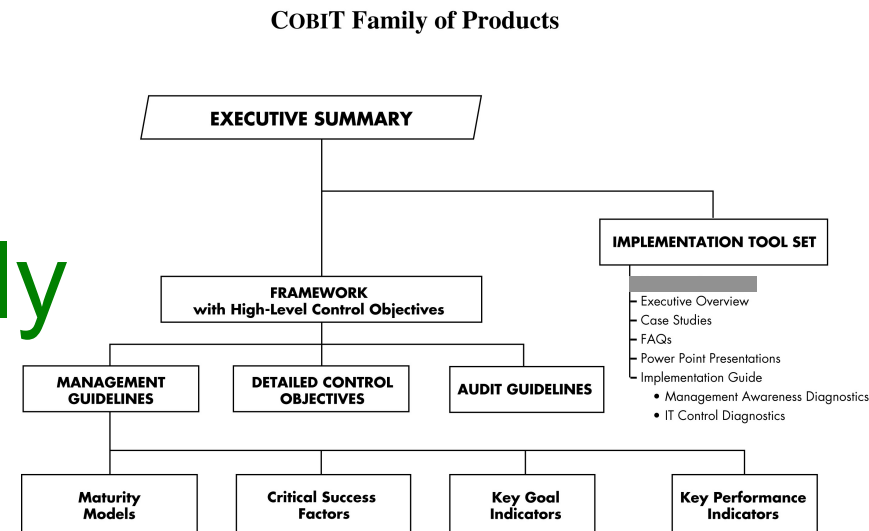 COBIT Family of Products
EXECUTIVE SUMMARY
IMPLEMENTATION TOOL SET
Executive Overview
Case Studies
FAQs
Power Point Presentations
Implementation Guide
• Management Awareness Diagnostics
• IT Control Diagnostics
ly
FRAMEWORK
with High-Level Control Objectives
MANAGEMENT
GUIDELINES
DETAILED CONTROL
OBJECTIVES
AUDIT GUIDELINES
Maturity
Models
Critical Success
Factors
Key Goal
Indicators
Key Performance
Indicators